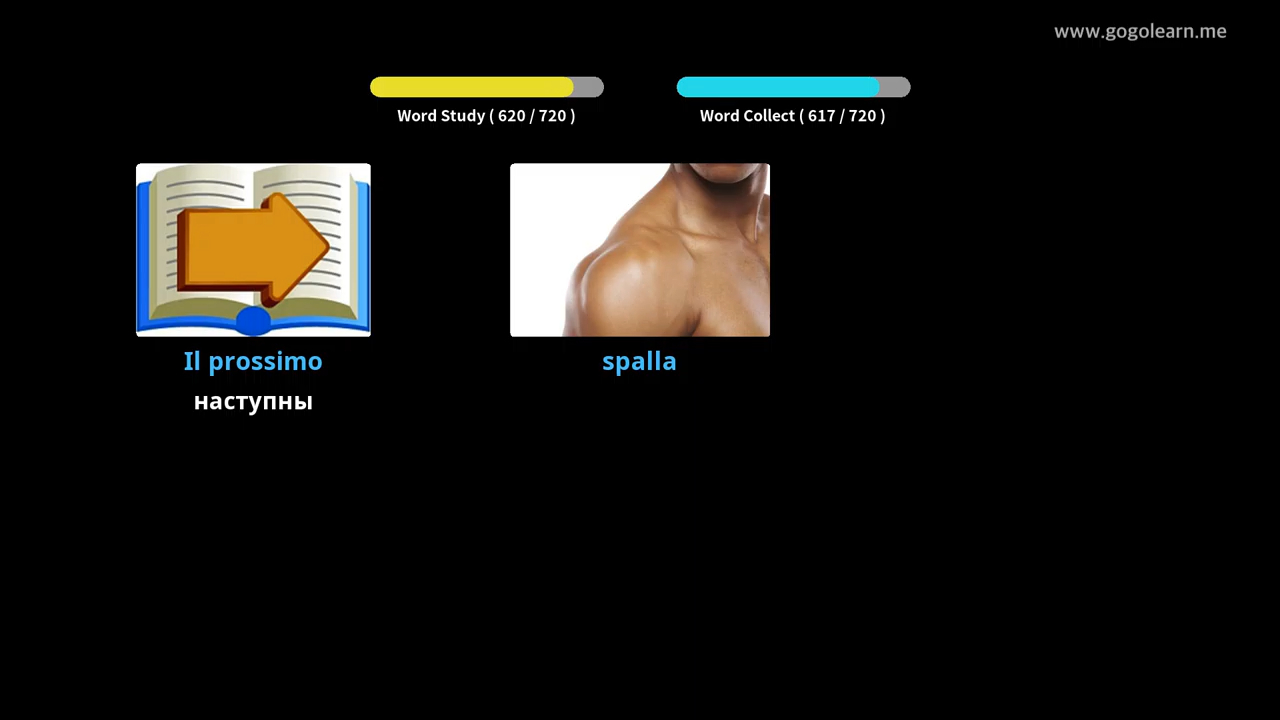 www.gogolearn.me
Word Study ( 620 / 720 )
Word Collect ( 617 / 720 )
Il prossimo
наступны
spalla